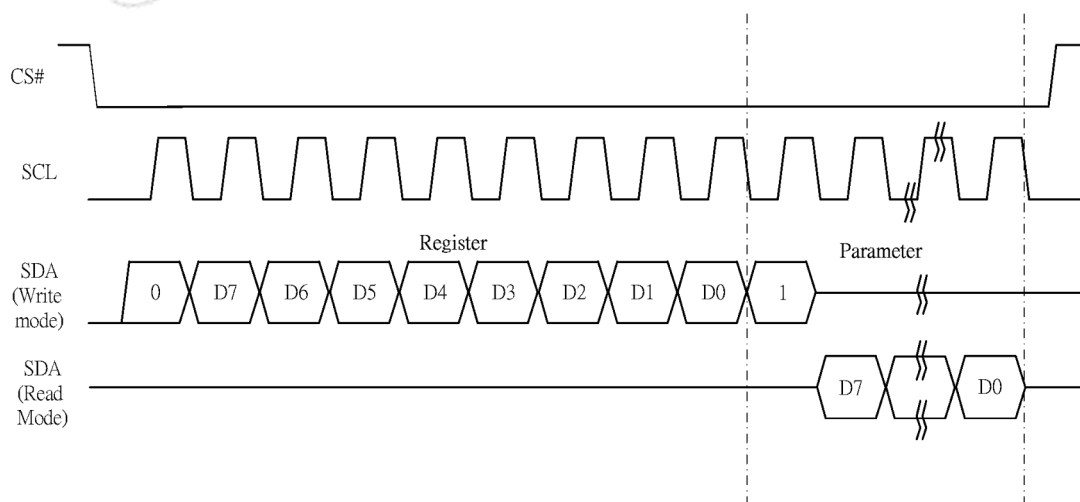 CS#
SCL
Register
Parameter
SDA
(Write
mode)
0 D7 D6 D5 D4 D3 D2 D1 D0 1
SDA
(Read
Mode)
D7 D0